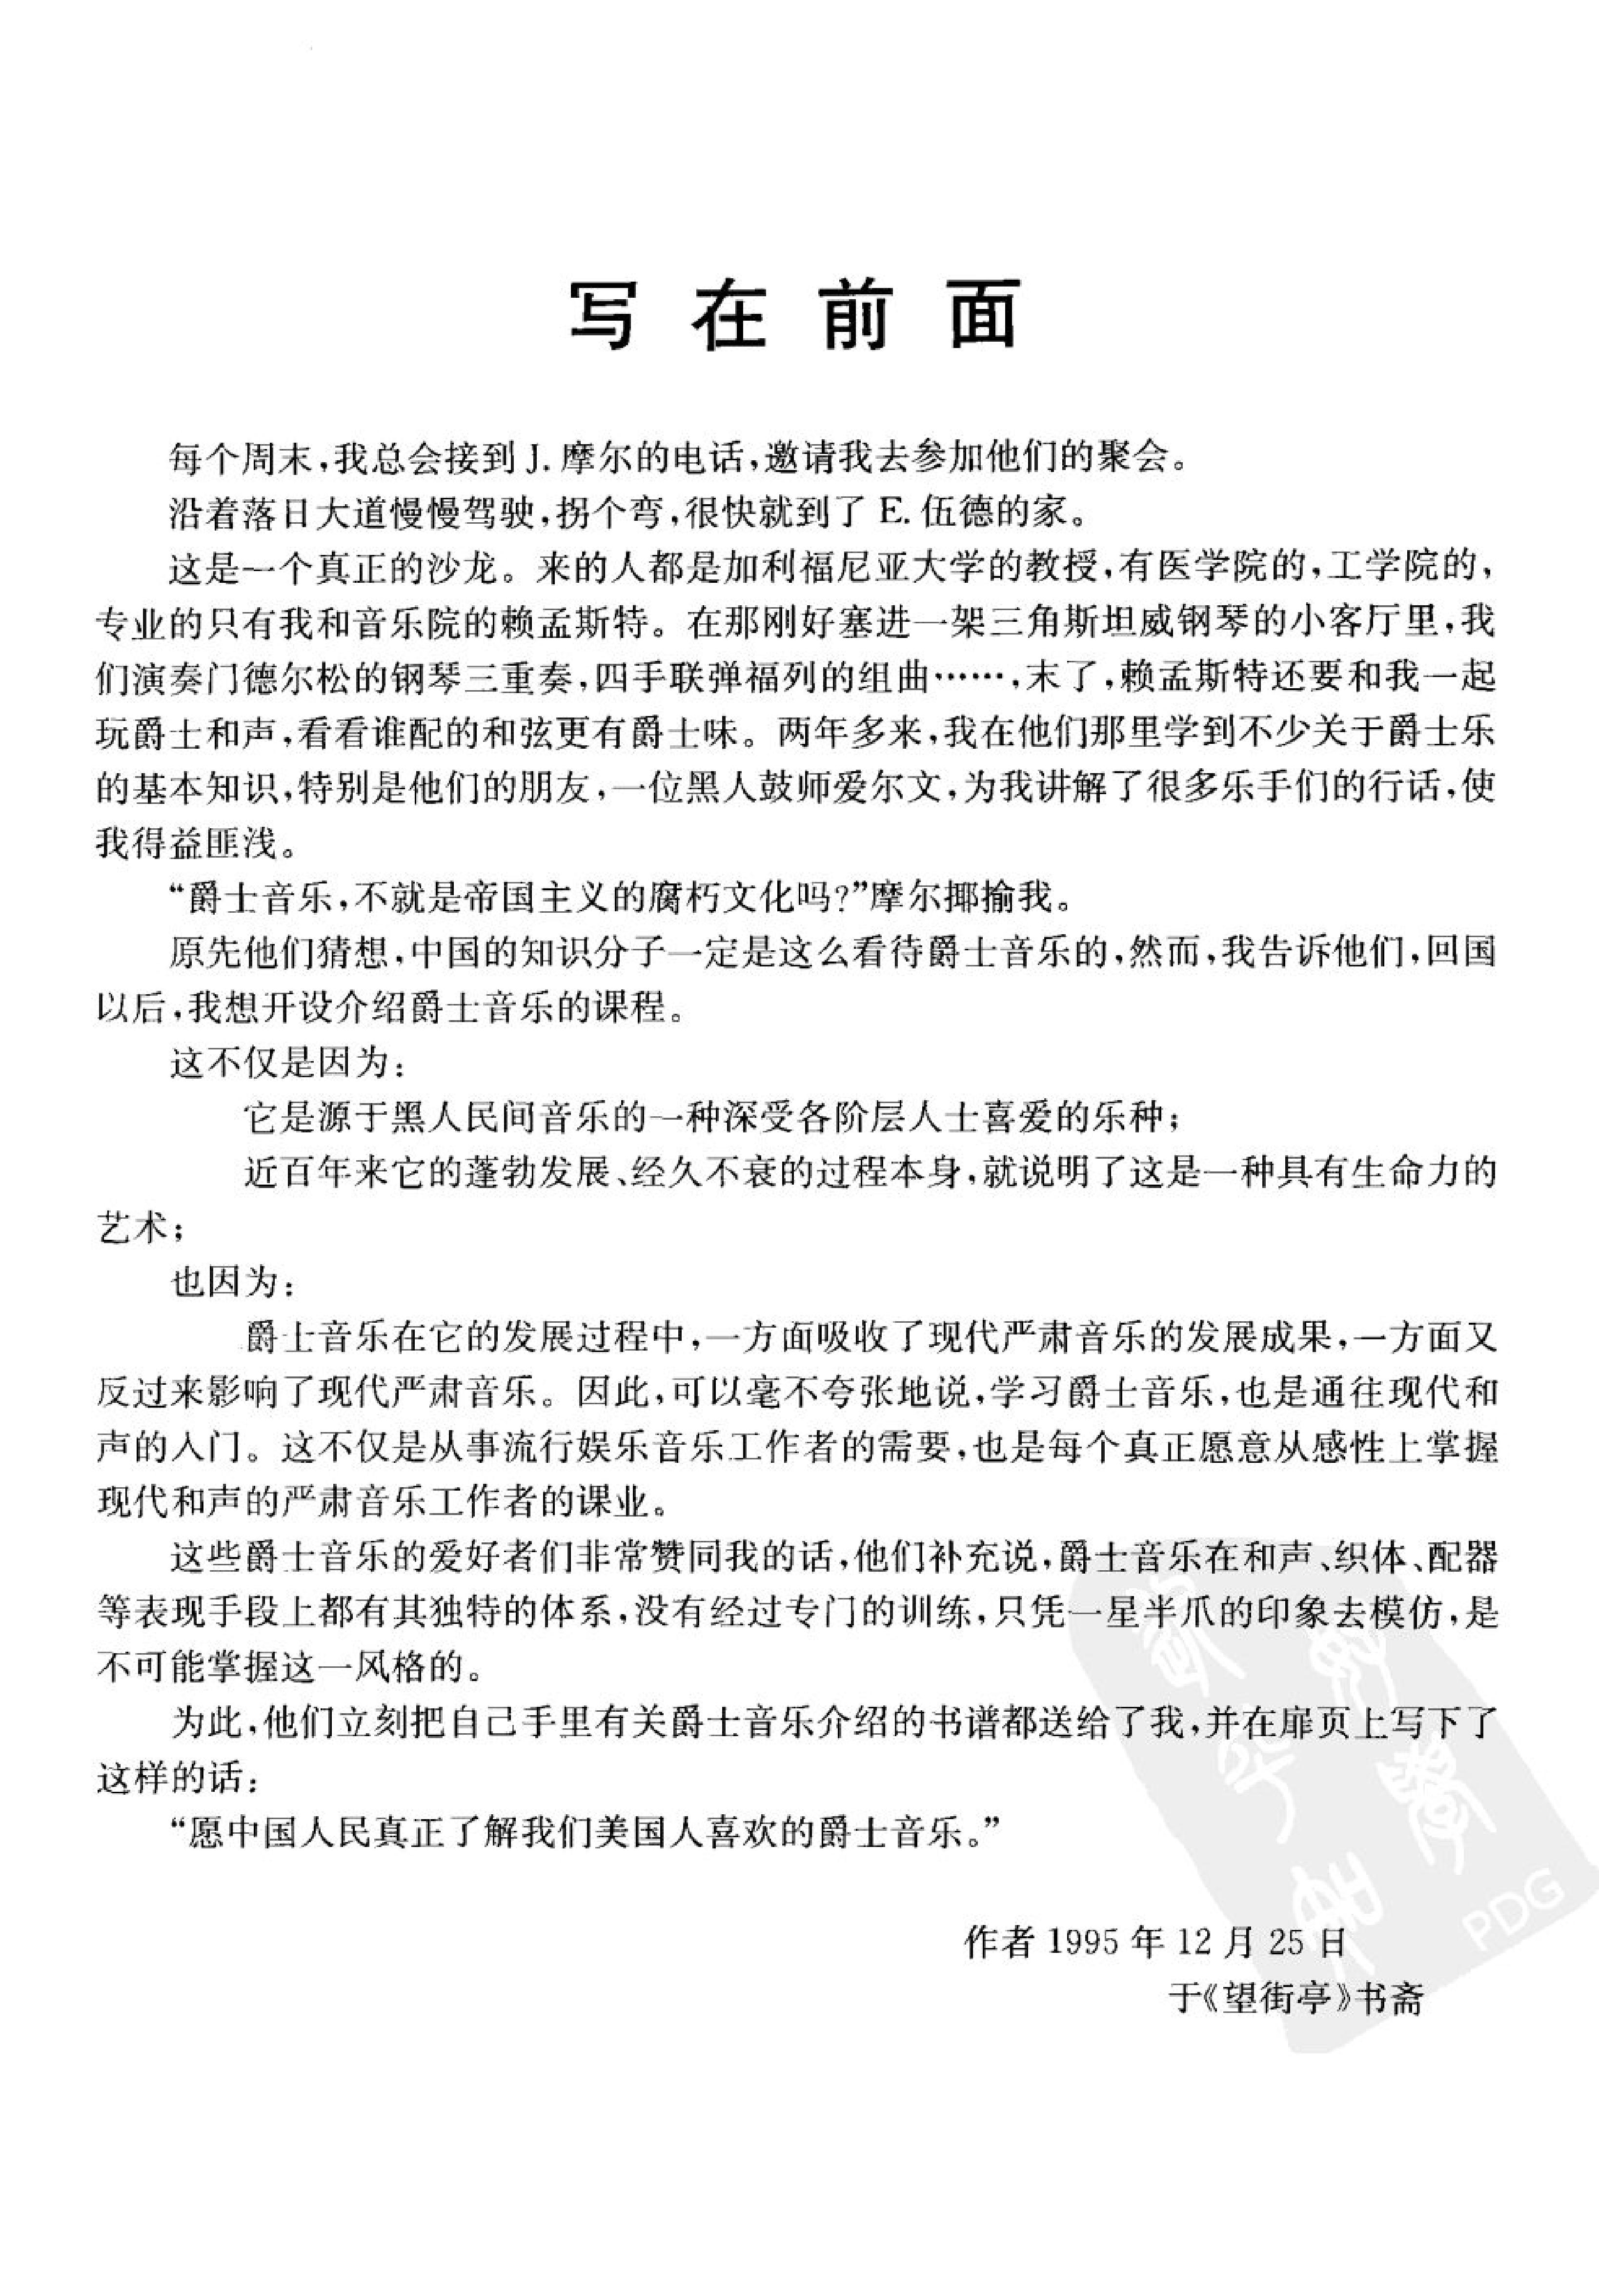 写在前面
每个周末,我总会接到 J. 摩尔的电话,邀请我去参加他们的聚会。
沿着落日大道慢慢驾驶,拐个弯,很快就到了 E. 伍德的家。
这是一个真正的沙龙。来的人都是加利福尼亚大学的教授,有医学院的,工学院的,
专业的只有我和音乐院的赖孟斯特。在那刚好塞进一架三角斯坦威钢琴的小客厅里,我
们演奏门德尔松的钢琴三重奏,四手联弹福列的组曲……,末了,赖孟斯特还要和我一起
玩爵士和声,看看谁配的和弦更有爵士味。两年多来,我在他们那里学到不少关于爵士乐
的基本知识,特别是他们的朋友,一位黑人鼓师爱尔文,为我讲解了很多乐手们的行话,使
我得益匪浅。
“爵士音乐,不就是帝国主义的腐朽文化吗?”摩尔揶揄我。
原先他们猜想,中国的知识分子一定是这么看待爵士音乐的,然而,我告诉他们,回国
以后,我想开设介绍爵士音乐的课程。
这不仅是因为:
它是源于黑人民间音乐的一种深受各阶层人士喜爱的乐种;
近百年来它的蓬勃发展、经久不衰的过程本身,就说明了这是一种具有生命力的
艺术;
也因为:
爵士音乐在它的发展过程中,一方面吸收了现代严肃音乐的发展成果,一方面又
反过来影响了现代严肃音乐。因此,可以毫不夸张地说,学习爵士音乐,也是通往现代和
声的入门。这不仅是从事流行娱乐音乐工作者的需要,也是每个真正愿意从感性上掌握
现代和声的严肃音乐工作者的课业。
这些爵士音乐的爱好者们非常赞同我的话,他们补充说,爵士音乐在和声、织体、配器
等表现手段上都有其独特的体系,没有经过专门的训练,只凭一星半爪的印象去模仿,是
不可能掌握这一风格的。
为此,他们立刻把自己手里有关爵士音乐介绍的书谱都送给了我,并在扉页上写下了
这样的话:
“愿中国人民真正了解我们美国人喜欢的爵士音乐。”
作者 1995 年 12 月 25 日
于《望街亭》书斋
PDG